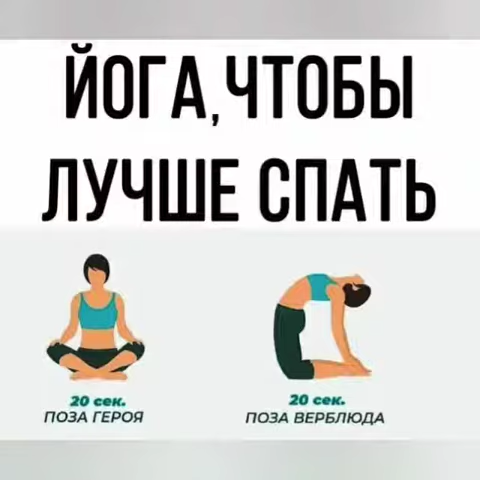 ЙОГА,ЧТОБЫ
ЛУЧШЕ СПАТЬ
20 сек.
ПОЗА ГЕРОЯ
20 сек.
ПОЗА ВЕРБЛЮДА